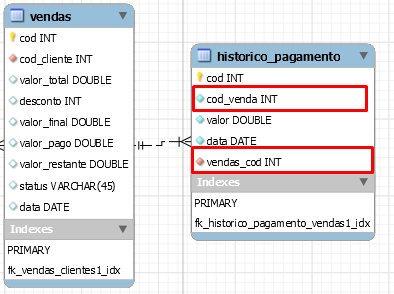 vendas
cod INT
cod_cliente INT
valor_total DOUBLE
desconto INT
valor_final DOUBLE
valor_pago DOUBLE
valor_restante DOUBLE
status VARCHAR(45)
data DATE
Indexes
PRIMARY
fk_vendas_clientes1_idx
historico_pagamento
cod INT
cod_venda INT
valor DOUBLE
data DATE
vendas_cod INT
Indexes
PRIMARY
fk_historico_pagamento_vendas1_idx